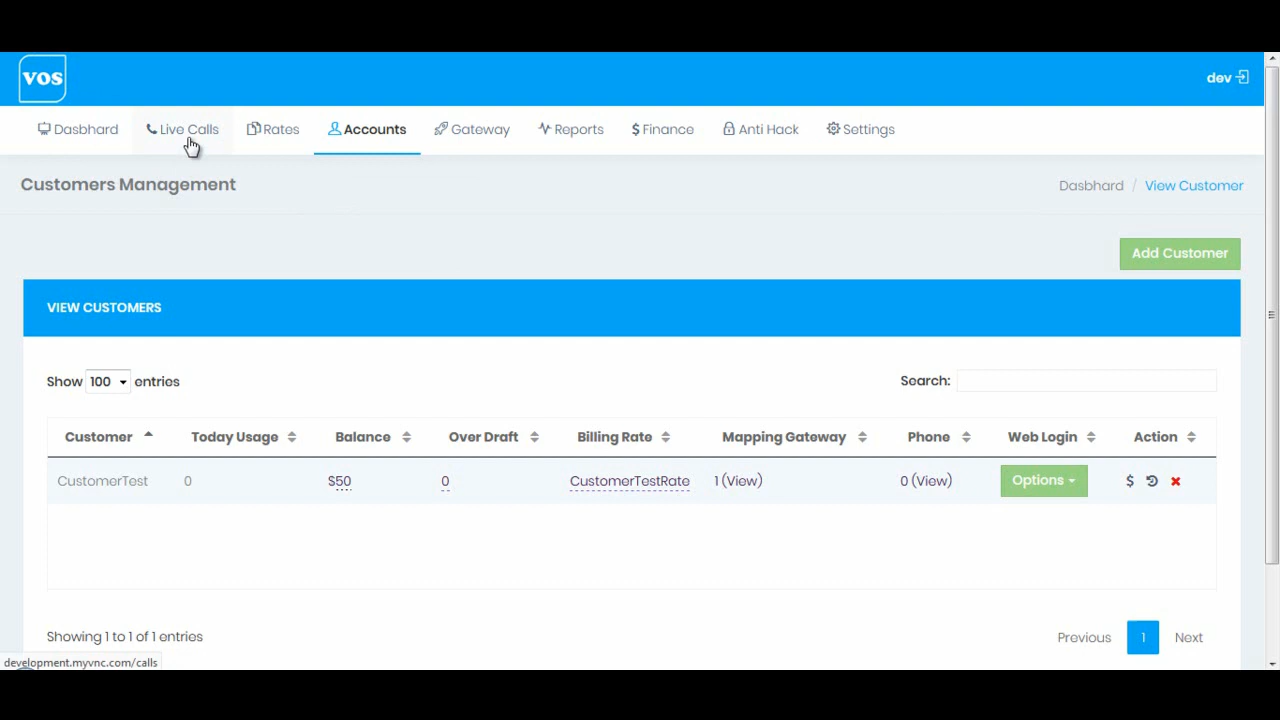 vos
dev
Dasbhard Live Calls Rates Accounts Gateway Reports $ Finance Anti Hack Settings
Customers Management
Dasbhard / View Customer
Add Customer
VIEW CUSTOMERS
Show 100 entries
Search:
Customer Today Usage Balance Over Draft Billing Rate Mapping Gateway Phone Web Login Action
CustomerTest 0 $50 0 CustomerTestRate 1 (View) 0 (View) Options $
Showing 1 to 1 of 1 entries
Previous 1 Next
development.myvnc.com/calls